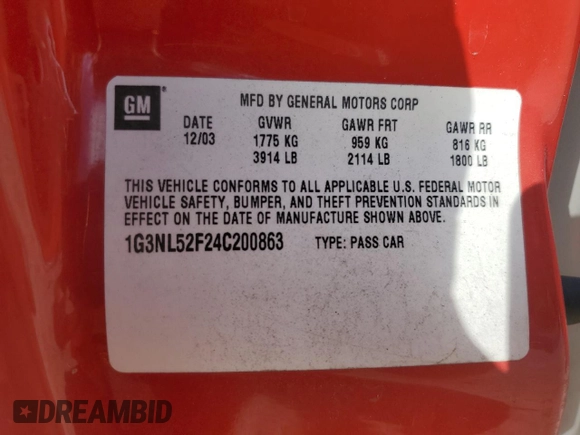 GM
MFD BY GENERAL MOTORS CORP
DATE GVWR GAWR FRT GAWR RR
12/03 1775 KG 959 KG 816 KG
3914 LB 2114 LB 1800 LB
THIS VEHICLE CONFORMS TO ALL APPLICABLE U.S. FEDERAL MOTOR
VEHICLE SAFETY, BUMPER, AND THEFT PREVENTION STANDARDS IN
EFFECT ON THE DATE OF MANUFACTURE SHOWN ABOVE.
1G3NL52F24C200863 TYPE: PASS CAR
DREAMBID